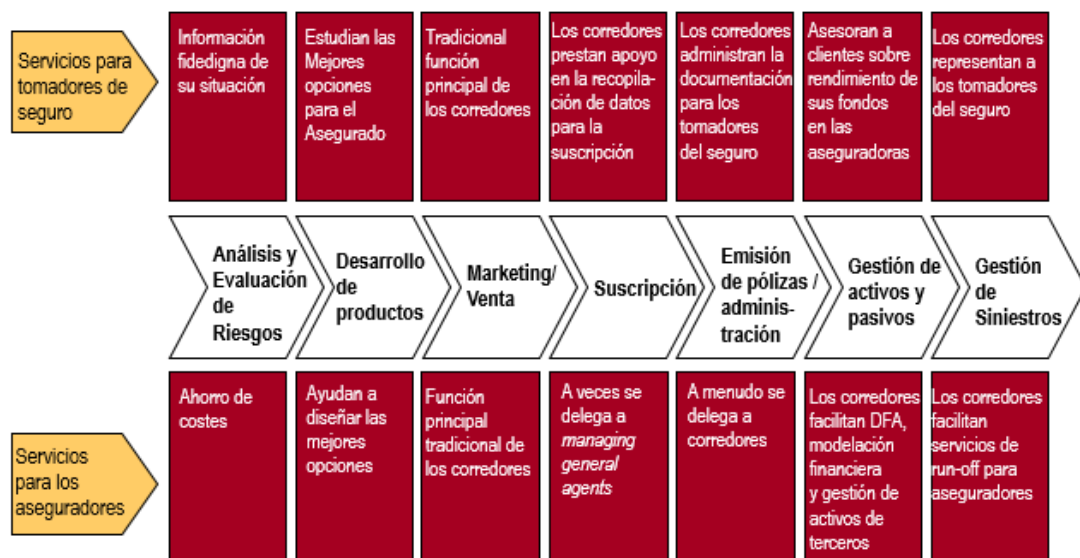 Servicios para
tomadores de
seguro
Información
fidedigna de
su situación
Estudian las
Mejores
opciones
para el
Asegurado
Tradicional
función
principal de
los corredores
Los corredores
prestan apoyo
en la recopila-
ción de datos
para la
suscripción
Los corredores
administran la
documentación
para los
tomadores
del seguro
Asesoran a
clientes sobre
rendimiento de
sus fondos
en las
aseguradoras
Los corredores
representan a
los tomadores
del seguro
Análisis y
Evaluación
de
Riesgos
Desarrollo
de
productos
Marketing/
Venta
Suscripción
Emisión
de pólizas /
adminis-
tración
Gestión de
activos y
pasivos
Gestión
de
Siniestros
Servicios
para los
aseguradores
Ahorro de
costes
Ayudan a
diseñar las
mejores
opciones
Función
principal
tradicional de
los corredores
A veces se
delega a
managing
general
agents
A menudo se
delega a
corredores
Los corredores
facilitan DFA,
modelación
financiera
y gestión de
activos de
terceros
Los corredores
facilitan
servicios de
run-off para
aseguradores